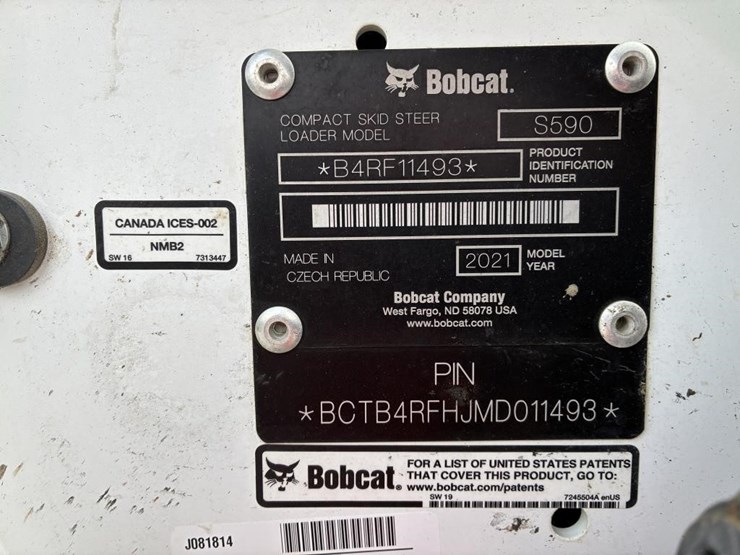 Bobcat.
COMPACT SKID STEER
LOADER MODEL
S590
*B4RF11493*
PRODUCT
IDENTIFICATION
NUMBER
MADE IN
CZECH REPUBLIC
2021
MODEL
YEAR
Bobcat Company
West Fargo, ND 58078 USA
www.bobcat.com
PIN
*BCTB4RFHJMD011493*
CANADA ICES-002
NMB2
SW 16 7313447
Bobcat.
FOR A LIST OF UNITED STATES PATENTS
THAT COVER THIS PRODUCT, GO TO:
www.bobcat.com/patents
SW 19 7245504A enUS
J081814